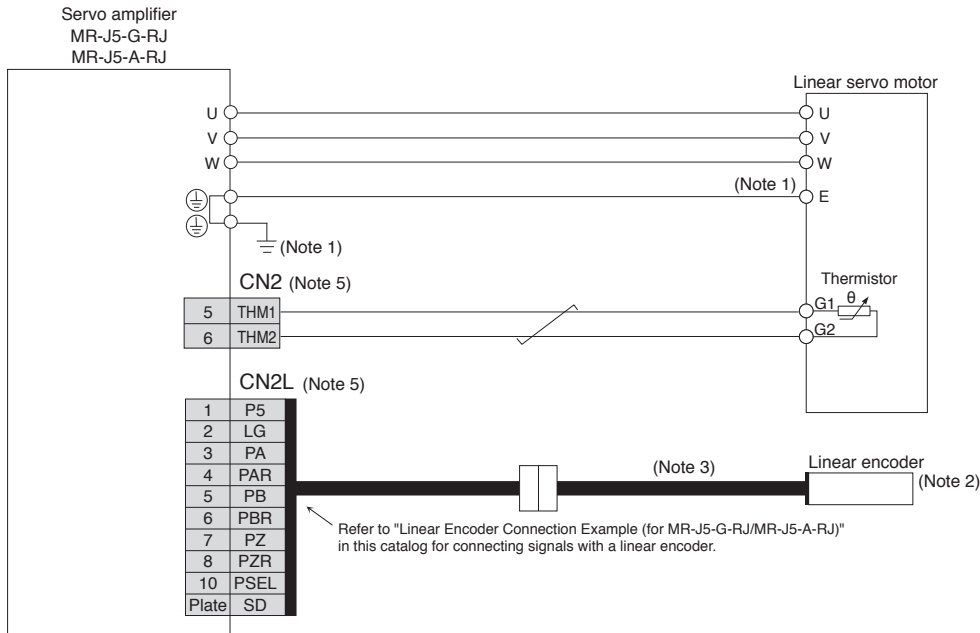 Servo amplifier
MR-J5-G-RJ
MR-J5-A-RJ
Linear servo motor
U U
V V
W W
(Note 1) E
(Note 1)
CN2 (Note 5)
Thermistor
5 THM1 G1 θ
6 THM2 G2
CN2L (Note 5)
1 P5
2 LG
3 PA
4 PAR
5 PB
6 PBR
7 PZ
8 PZR
10 PSEL
Plate SD
(Note 3)
Linear encoder
(Note 2)
Refer to "Linear Encoder Connection Example (for MR-J5-G-RJ/MR-J5-A-RJ)"
in this catalog for connecting signals with a linear encoder.